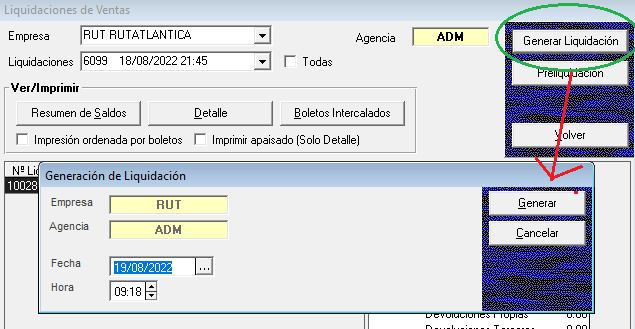 Liquidaciones de Ventas
Empresa RUT RUTATLANTICA Agencia ADM Generar Liquidación
Liquidaciones 6099 18/08/2022 21:45 Todas Preliquidación
Ver/Imprimir
Resumen de Saldos Detalle Boletos Intercalados Volver
Impresión ordenada por boletos Imprimir apaisado (Solo Detalle)
Nº Li
10028
Generación de Liquidación
Empresa RUT Generar
Agencia ADM Cancelar
Fecha 19/08/2022 ...
Hora 09:18
Devoluciones Propias 0.00
Devoluciones Terceros 0.00